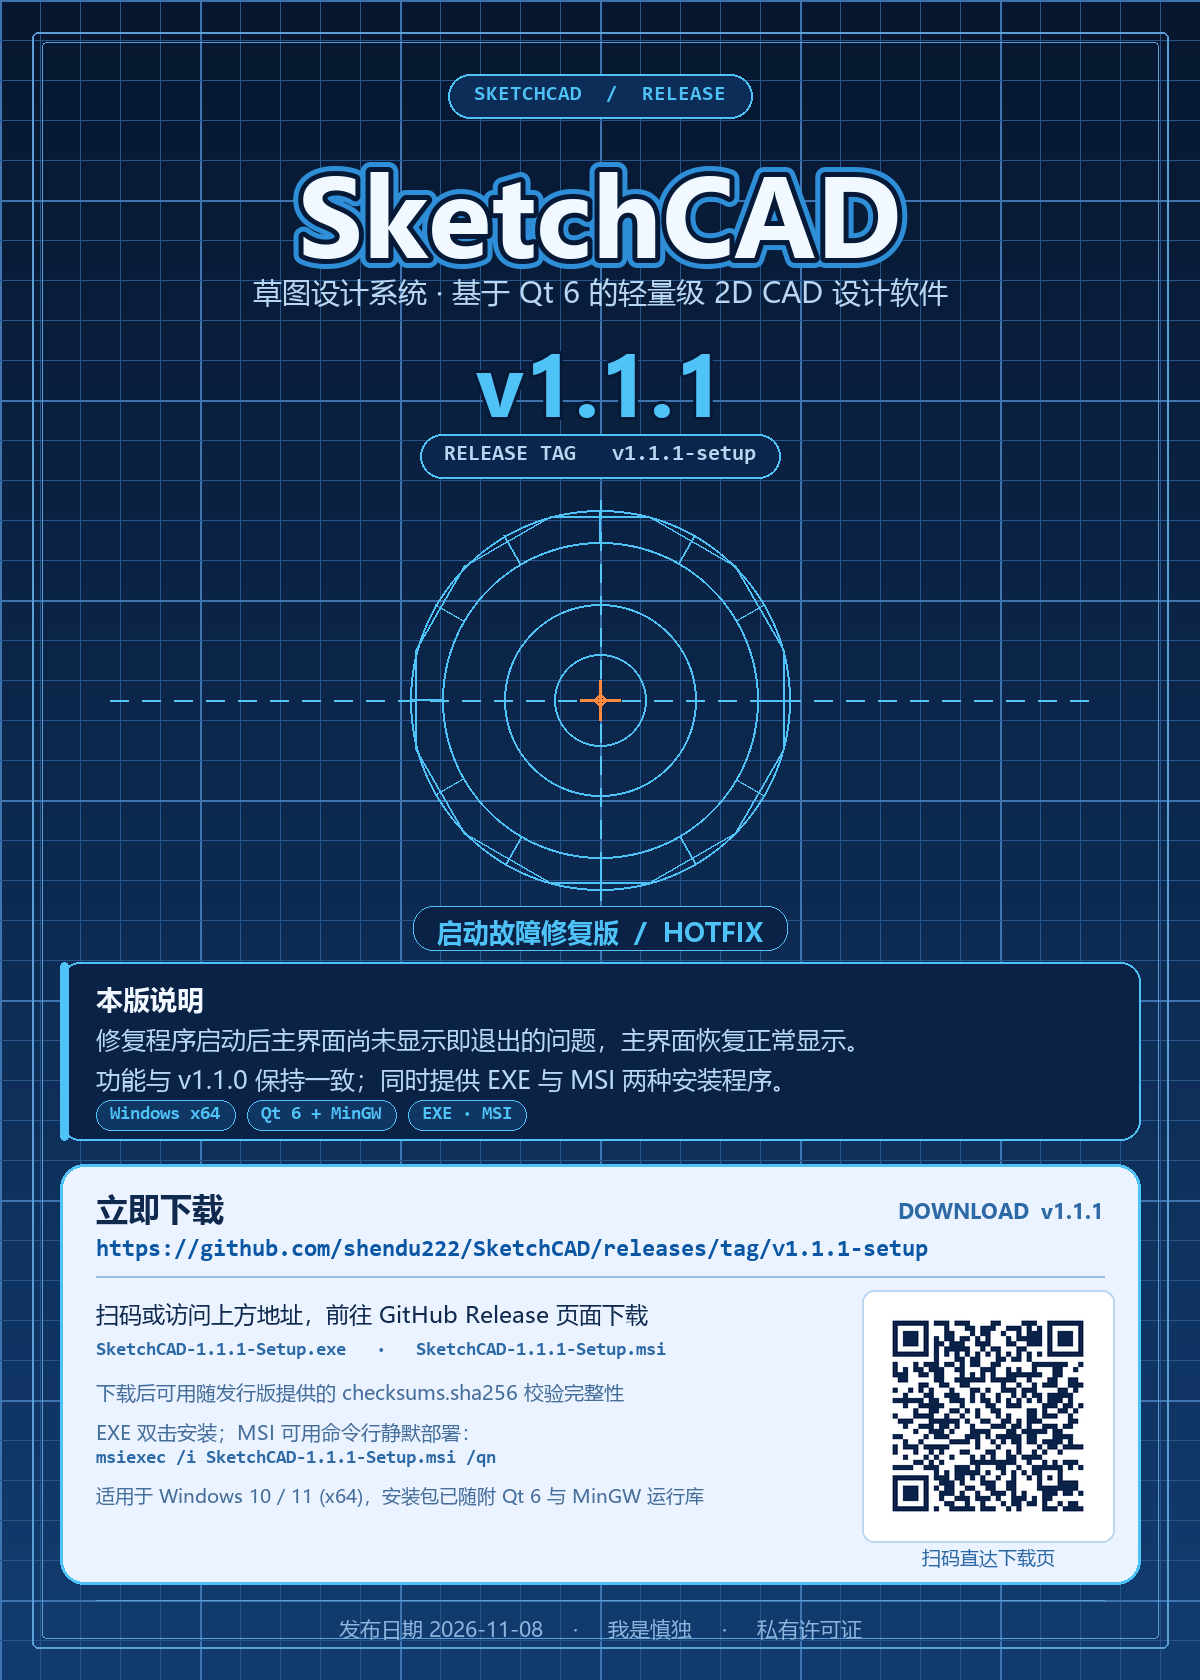 SKETCHCAD / RELEASE
SketchCAD
草图设计系统 · 基于 Qt 6 的轻量级 2D CAD 设计软件
v1.1.1
RELEASE TAG v1.1.1-setup
启动故障修复版 / HOTFIX
本版说明
修复程序启动后主界面尚未显示即退出的问题，主界面恢复正常显示。
功能与 v1.1.0 保持一致；同时提供 EXE 与 MSI 两种安装程序。
Windows x64 Qt 6 + MinGW EXE · MSI
立即下载 DOWNLOAD v1.1.1
https://github.com/shendu222/SketchCAD/releases/tag/v1.1.1-setup
扫码或访问上方地址，前往 GitHub Release 页面下载
SketchCAD-1.1.1-Setup.exe · SketchCAD-1.1.1-Setup.msi
下载后可用随发行版提供的 checksums.sha256 校验完整性
EXE 双击安装；MSI 可用命令行静默部署：
msiexec /i SketchCAD-1.1.1-Setup.msi /qn
适用于 Windows 10 / 11 (x64)，安装包已随附 Qt 6 与 MinGW 运行库
扫码直达下载页
发布日期 2026-11-08 · 我是慎独 · 私有许可证